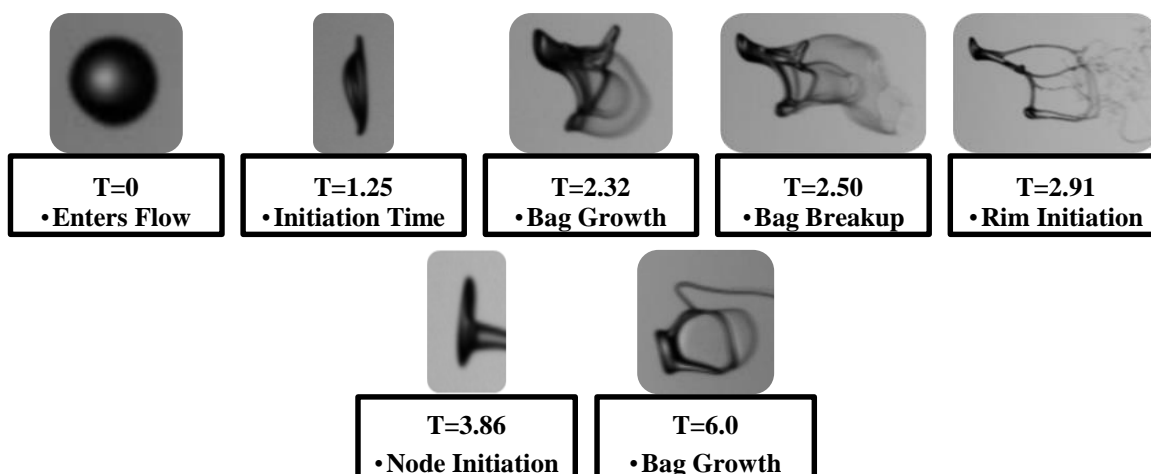 T=0
•Enters Flow
T=1.25
•Initiation Time
T=2.32
•Bag Growth
T=2.50
•Bag Breakup
T=2.91
•Rim Initiation
T=3.86
•Node Initiation
T=6.0
•Bag Growth